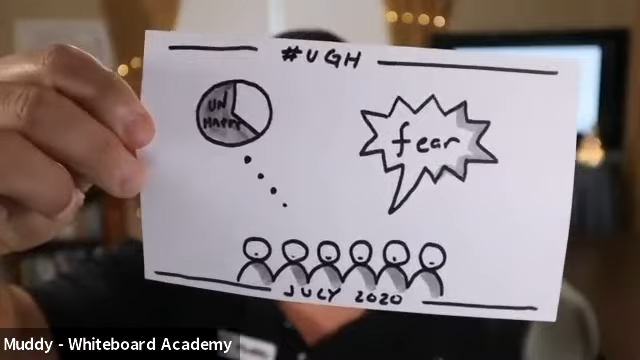 #UGH
UN
HAPPY
fear
JULY 2020
Muddy - Whiteboard Academy